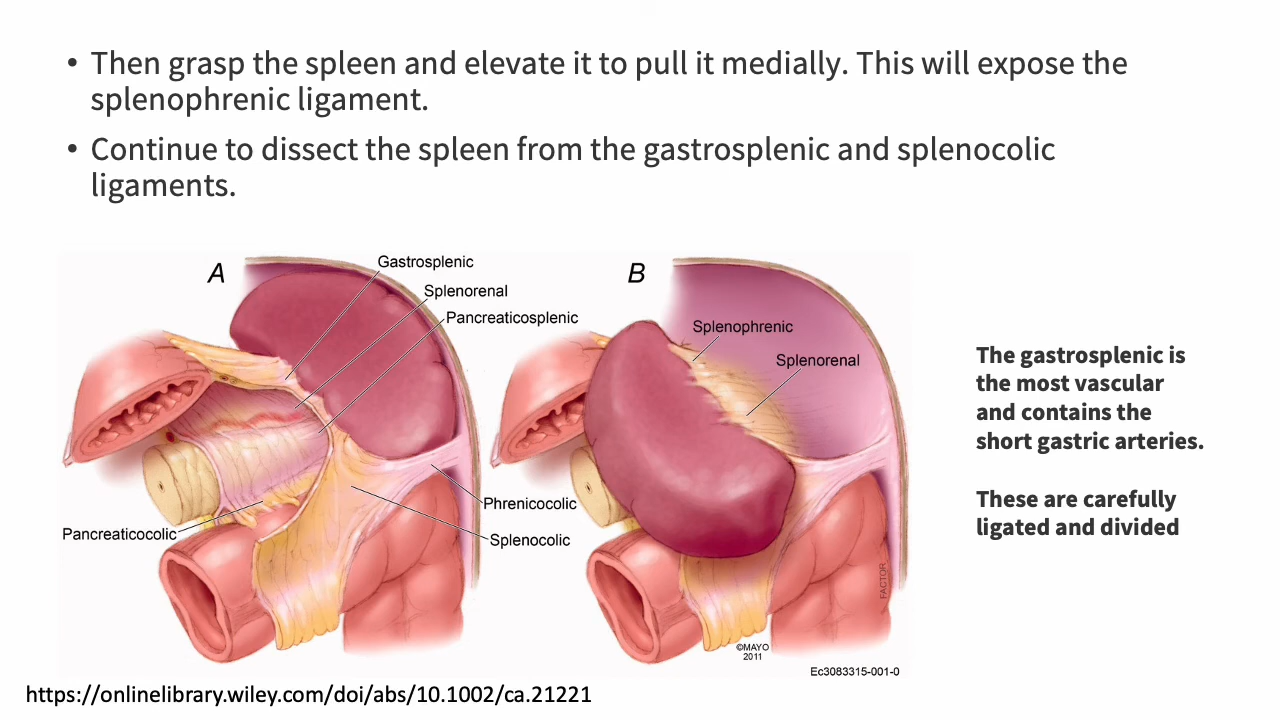 • Then grasp the spleen and elevate it to pull it medially. This will expose the
splenophrenic ligament.
• Continue to dissect the spleen from the gastrosplenic and splenocolic
ligaments.
A
Gastrosplenic
Splenorenal
Pancreaticosplenic
Pancreaticocolic
Phrenicocolic
Splenocolic
B
Splenophrenic
Splenorenal
FACTOR
©MAYO
2011
Ec3083315-001-0
The gastrosplenic is
the most vascular
and contains the
short gastric arteries.
These are carefully
ligated and divided
https://onlinelibrary.wiley.com/doi/abs/10.1002/ca.21221